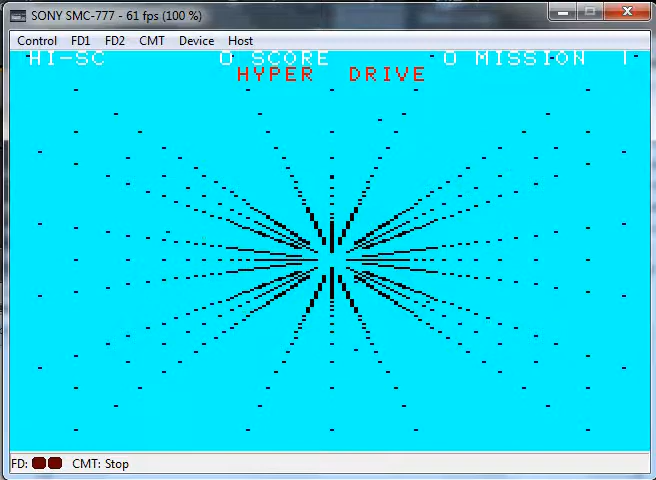 SONY SMC-777 - 61 fps (100 %)
Control FD1 FD2 CMT Device Host
HI-SC 0 SCORE 0 MISSION 1
HYPER DRIVE
FD: CMT: Stop